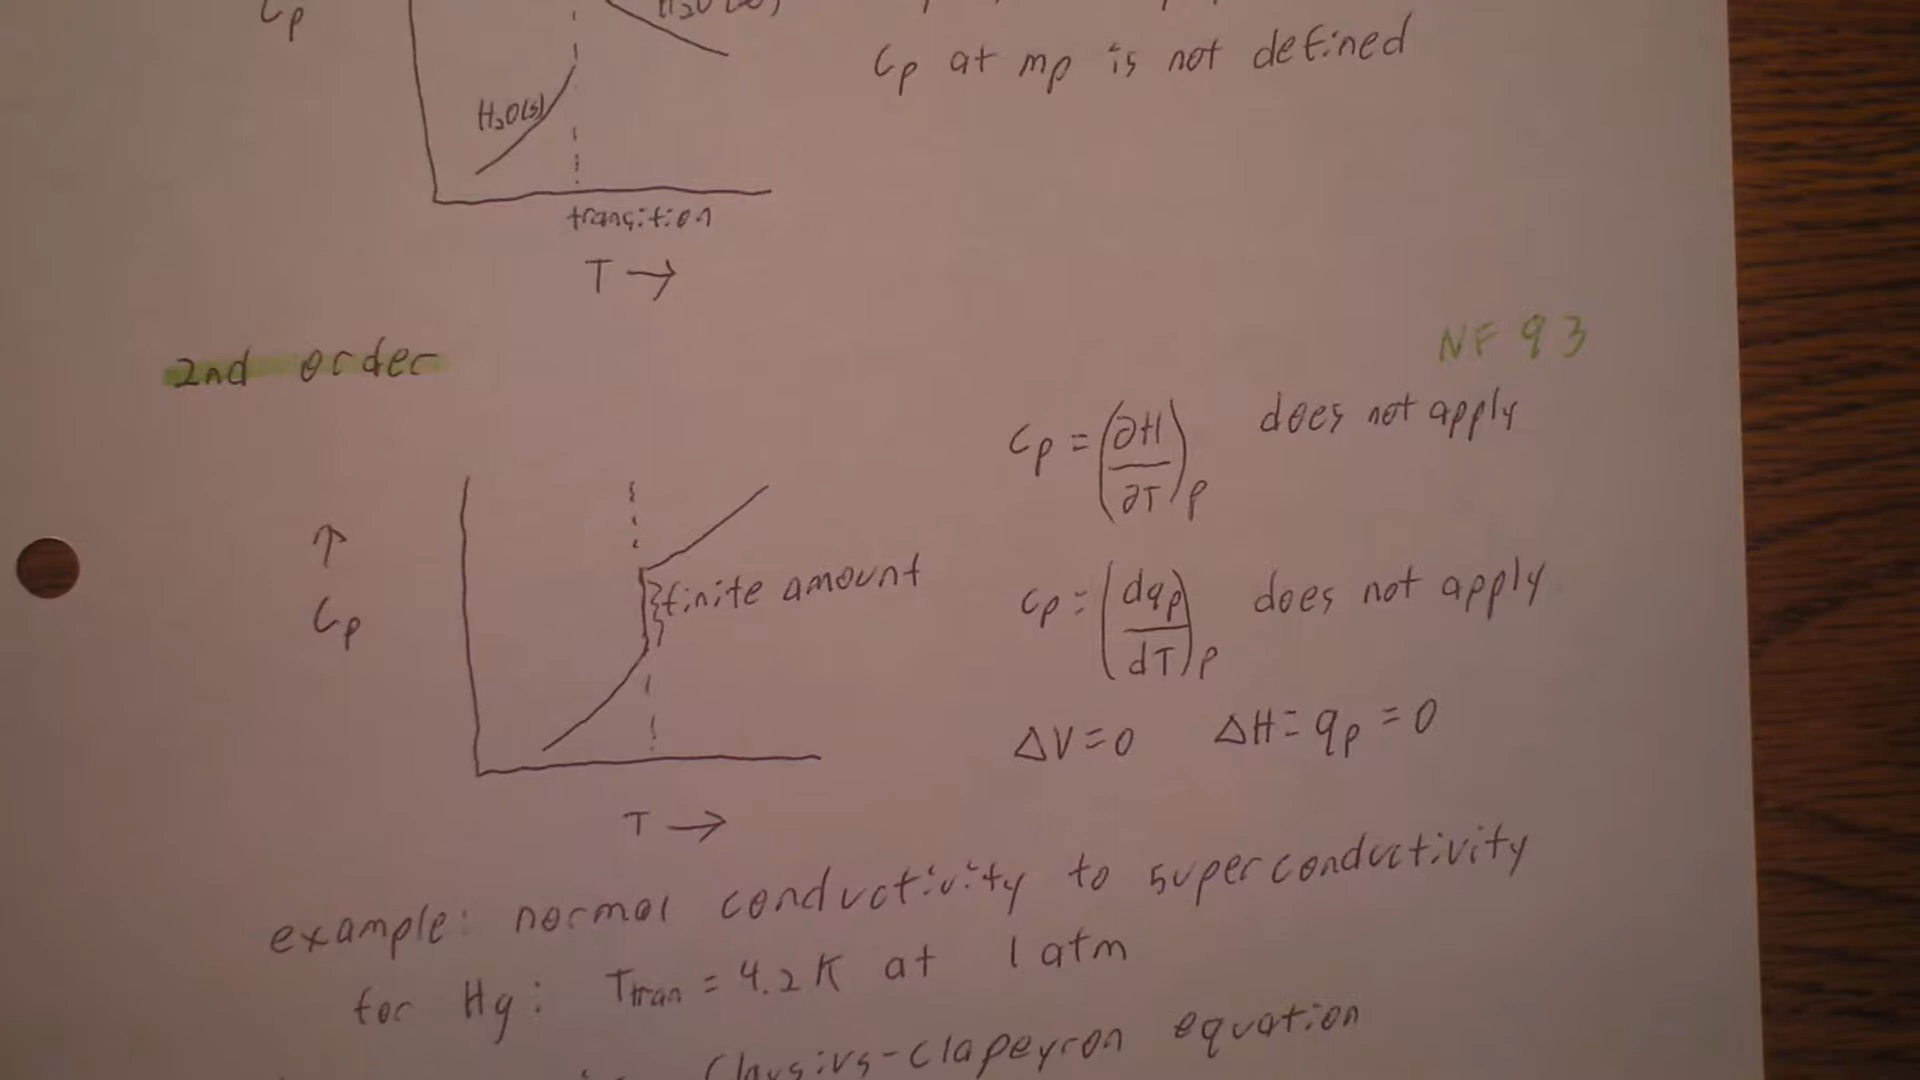 Cp
Cp at mp is not defined
H₂O(s)
transition
T →
NF 93
2nd order
Cp = (∂H/∂T)p does not apply
↑
Cp
finite amount
Cp = (dqp/dT)p does not apply
ΔV=0 ΔH= qp = 0
T →
example: normal conductivity to superconductivity
for Hg: Ttran = 4.2K at 1 atm
Clausius-Clapeyron equation